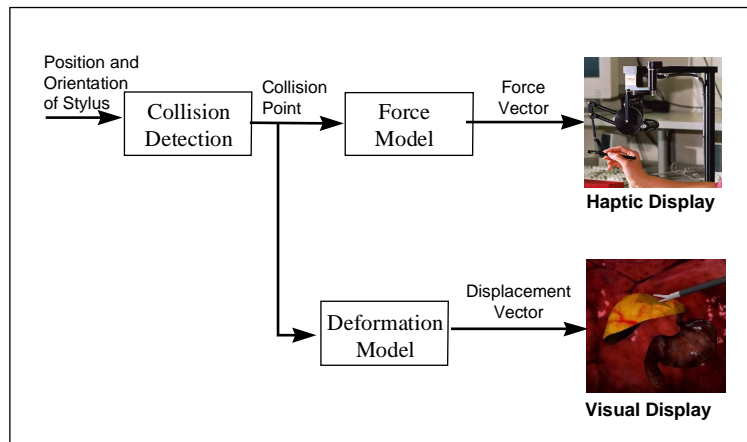 Position and
Orientation
of Stylus
Collision
Detection
Collision
Point
Force
Model
Force
Vector
Haptic Display
Deformation
Model
Displacement
Vector
Visual Display